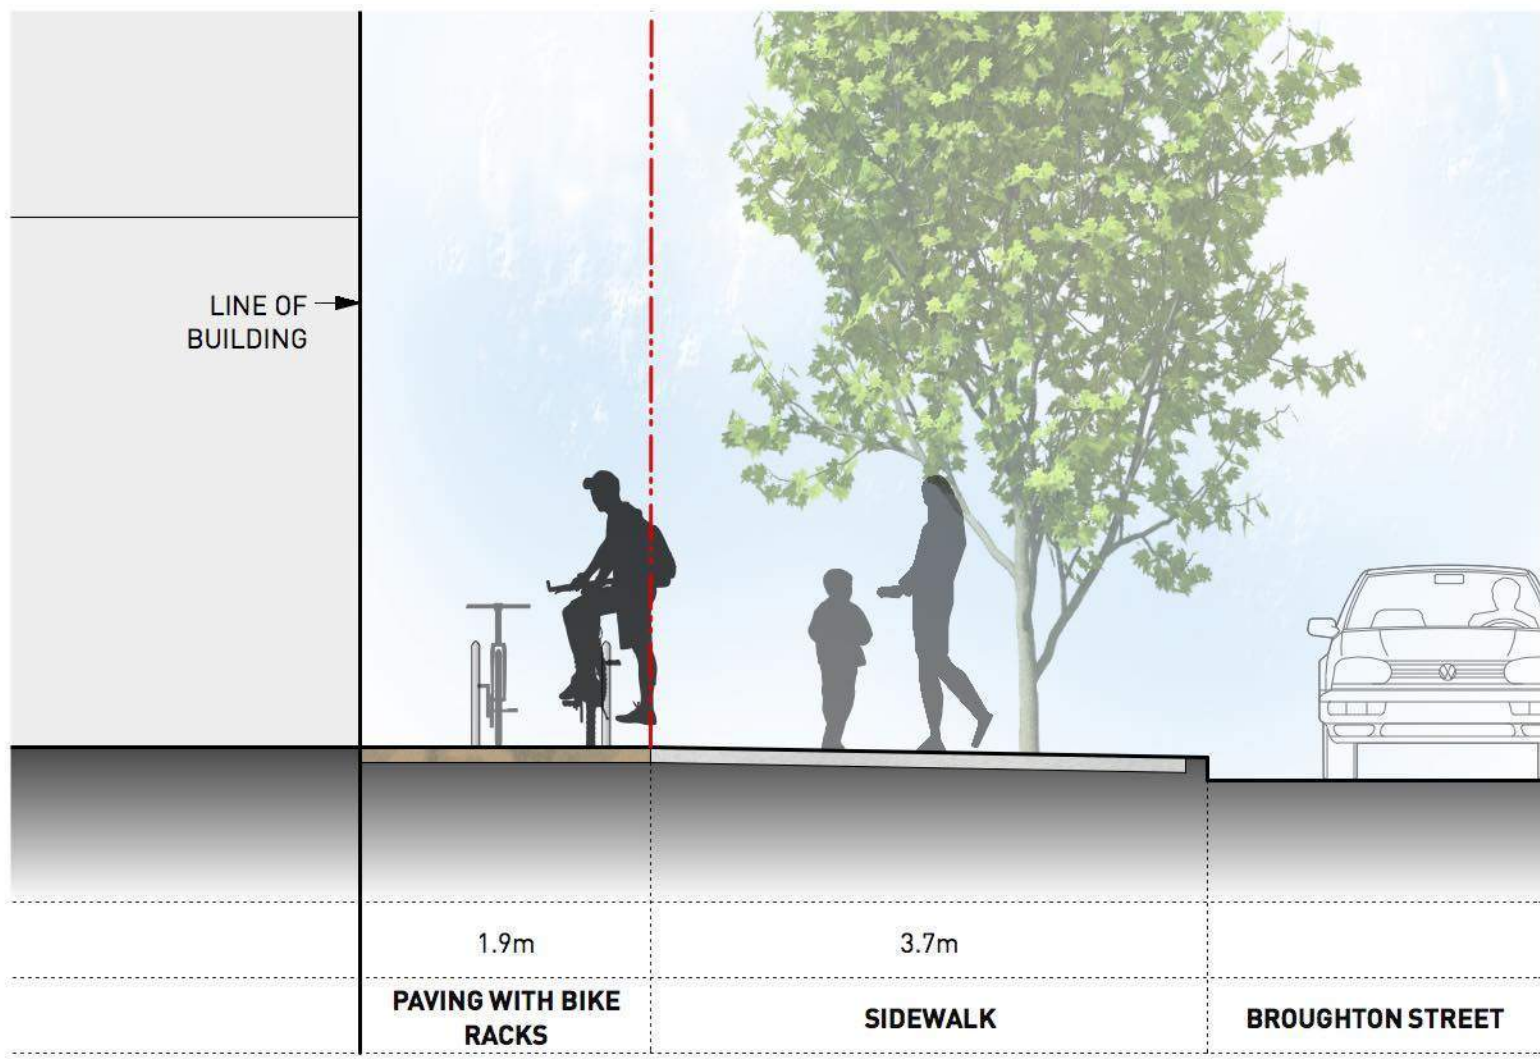 LINE OF
BUILDING
1.9m
3.7m
PAVING WITH BIKE
RACKS
SIDEWALK
BROUGHTON STREET